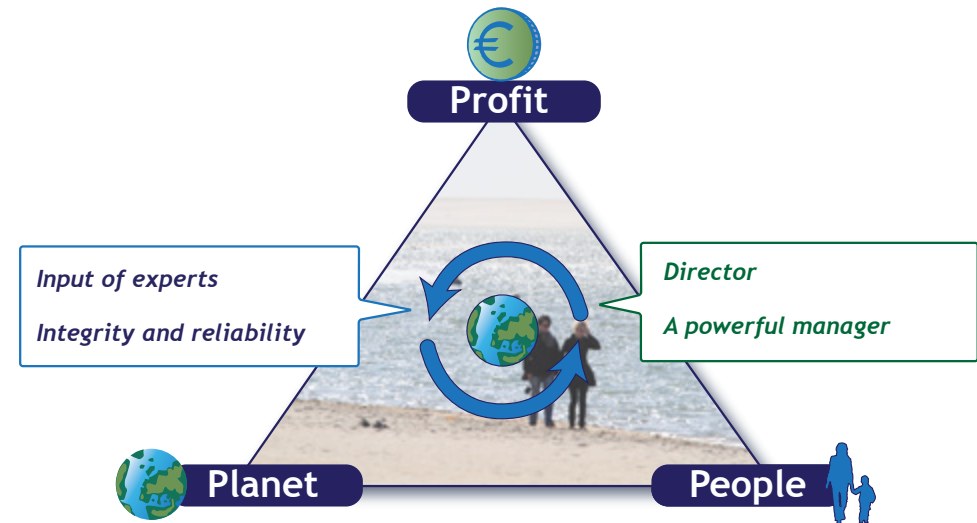 €
Profit
Input of experts
Integrity and reliability
Director
A powerful manager
Planet
People